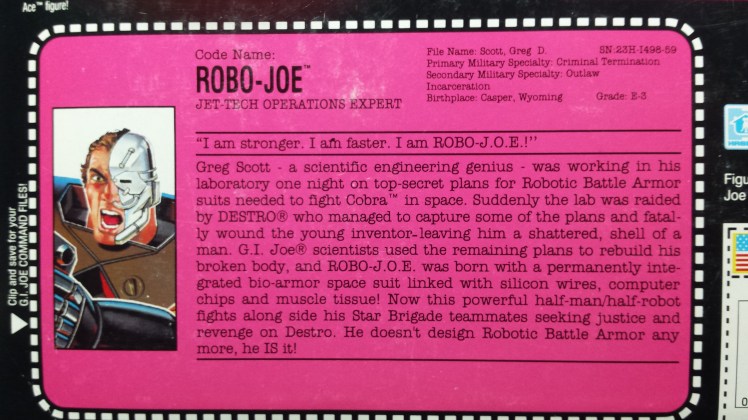 Ace™ figure!
Code Name:
ROBO-JOE™
JET-TECH OPERATIONS EXPERT
File Name: Scott, Greg D. SN:23H-1498-59
Primary Military Specialty: Criminal Termination
Secondary Military Specialty: Outlaw
Incarceration
Birthplace: Casper, Wyoming Grade: E-3
"I am stronger. I am faster. I am ROBO-J.O.E.!"
Greg Scott - a scientific engineering genius - was working in his
laboratory one night on top-secret plans for Robotic Battle Armor
suits needed to fight Cobra™ in space. Suddenly the lab was raided
by DESTRO® who managed to capture some of the plans and fatal-
ly wound the young inventor-leaving him a shattered, shell of a
man. G.I. Joe® scientists used the remaining plans to rebuild his
broken body, and ROBO-J.O.E. was born with a permanently inte-
grated bio-armor space suit linked with silicon wires, computer
chips and muscle tissue! Now this powerful half-man/half-robot
fights along side his Star Brigade teammates seeking justice and
revenge on Destro. He doesn't design Robotic Battle Armor any
more, he IS it!
Clip and save for your
G.I. JOE COMMAND FILES!
Figu
Joe